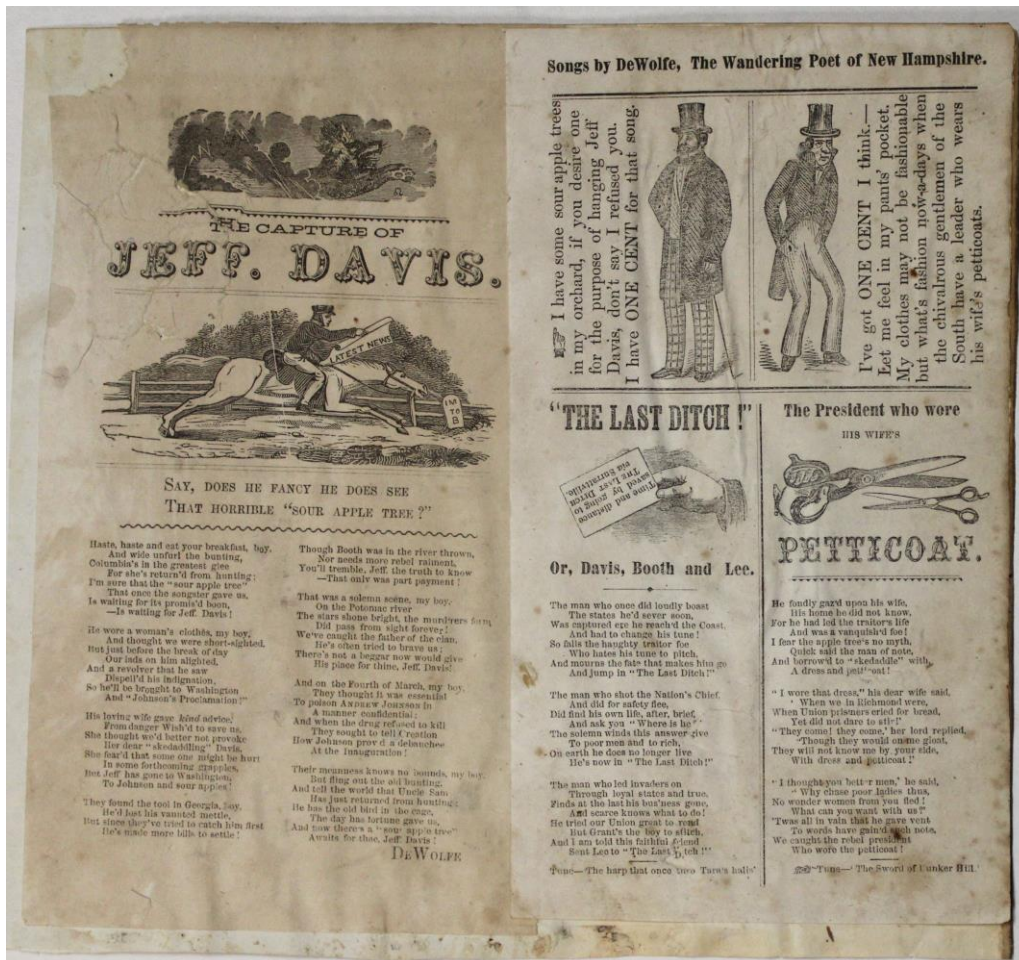 THE CAPTURE OF
JEFF. DAVIS.
LATEST NEWS
1 M
TO
B
SAY, DOES HE FANCY HE DOES SEE
THAT HORRIBLE "SOUR APPLE TREE?"
Haste, haste and eat your breakfast, boy.
And wide unfurl the bunting,
Columbia's in the greatest glee
For she's return'd from hunting;
I'm sure that the "sour apple tree"
That once the songster gave us,
Is waiting for its promis'd boon,
—Is waiting for Jeff. Davis!
He wore a woman's clothes, my boy,
And thought we were short-sighted,
But just before the break of day
Our lads on him alighted,
And a revolver that he saw
Dispell'd his indignation,
So he'll be brought to Washington
And "Johnson's Proclamation!"
His loving wife gave kind advice,
From danger Wish'd to save us,
She thought we'd better not provoke
Her dear "skedaddling" Davis,
She fear'd that some one might be hurt
In some forthcoming grapples,
But Jeff has gone to Washington,
To Johnson and sour apples!
They found the fool in Georgia, boy,
He'd lost his vaunted mettle,
But since they've tried to catch him first
He's made more bills to settle!
Though Booth was in the river thrown,
Nor needs more rebel raiment,
You'll tremble, Jeff. the truth to know
—That only was part payment!
That was a solemn scene, my boy,
On the Potomac river
The stars shone bright, the murd'rers form
Did pass from sight forever!
We've caught the father of the clan,
He's often tried to brave us;
There's not a beggar now would give
His place for thine, Jeff. Davis!
And on the Fourth of March, my boy,
They thought it was essential
To poison ANDREW JOHNSON in
A manner confidential;
And when the drug refused to kill
They sought to tell Creation
How Johnson prov'd a debauchee
At the Inauguration!
Their meanness knows no bounds, my boy,
But fling out the old bunting,
And tell the world that Uncle Sam
Has just returned from hunting;
He has the old bird in the cage,
The day has fortune gave us,
And now there's a "sour apple tree"
Awaits for thee, Jeff. Davis!
DEWOLFE
Songs by DeWolfe, The Wandering Poet of New Hampshire.
I have some sour apple trees
in my orchard, if you desire one
for the purpose of hanging Jeff
Davis, don't say I refused you.
I have ONE CENT for that song.
I've got ONE CENT I think.—
Let me feel in my pants' pocket.
My clothes may not be fashionable
but what's fashion now-a-days when
the chivalrous gentlemen of the
South have a leader who wears
his wife's petticoats.
"THE LAST DITCH!"
Time and distance
saved by going to
THE LAST DITCH
via Surrattville.
Or, Davis, Booth and Lee.
The man who once did loudly boast
The states he'd sever soon,
Was captured ere he reach'd the Coast,
And had to change his tune!
So falls the haughty traitor foe
Who hates his tune to pitch,
And mourns the fate that makes him go
And jump in "The Last Ditch!"
The man who shot the Nation's Chief,
And did for safety flee,
Did find his own life, after, brief,
And ask you "Where is he"
The solemn winds this answer give
To poor men and to rich,
On earth he does no longer live
He's now in "The Last Ditch!"
The man who led invaders on
Through loyal states and true,
Finds at the last his bus'ness gone,
And scarce knows what to do!
He tried our Union great to rend
But Grant's the boy to stitch,
And I am told this faithful friend
Sent Lee to "The Last Ditch!"
Tune—The harp that once thro Tara's halls'
The President who wore
HIS WIFE'S
PETTICOAT.
He fondly gaz'd upon his wife,
His home he did not know,
For he had led the traitor's life
And was a vanquish'd foe!
I fear the apple tree's no myth,
Quick said the man of note,
And borrow'd to "skedaddle" with,
A dress and petticoat!
"I wore that dress," his dear wife said,
"When we in Richmond were,
When Union prisoners cried for bread,
Yet did not dare to stir!"
"They come! they come,' her lord replied,
'Though they would on me gloat,
They will not know me by your side,
With dress and petticoat!'
'I thought you better men,' he said,
"Why chase poor ladies thus,
No wonder women from you fled!
What can you want with us?"
'Twas all in vain that he gave vent
To words have gain'd such note,
We caught the rebel president
Who wore the petticoat!
Tune—'The Sword of Bunker Hill.'